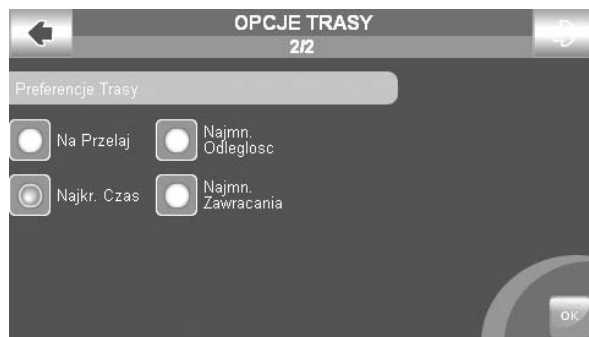 OPCJE TRASY
2/2
Preferencje Trasy
Na Przelaj
Najmn.
Odleglosc
Najkr. Czas
Najmn.
Zawracania
OK